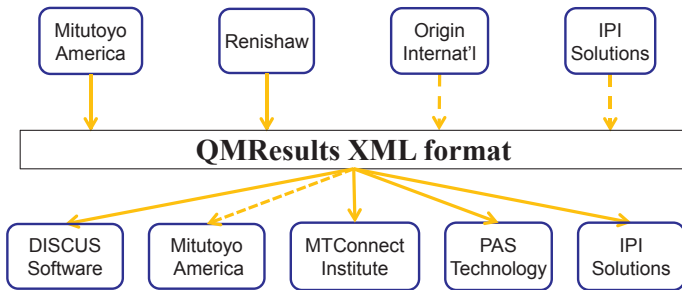 Mitutoyo
America
Renishaw
Origin
Internat'l
IPI
Solutions
QMResults XML format
DISCUS
Software
Mitutoyo
America
MTConnect
Institute
PAS
Technology
IPI
Solutions